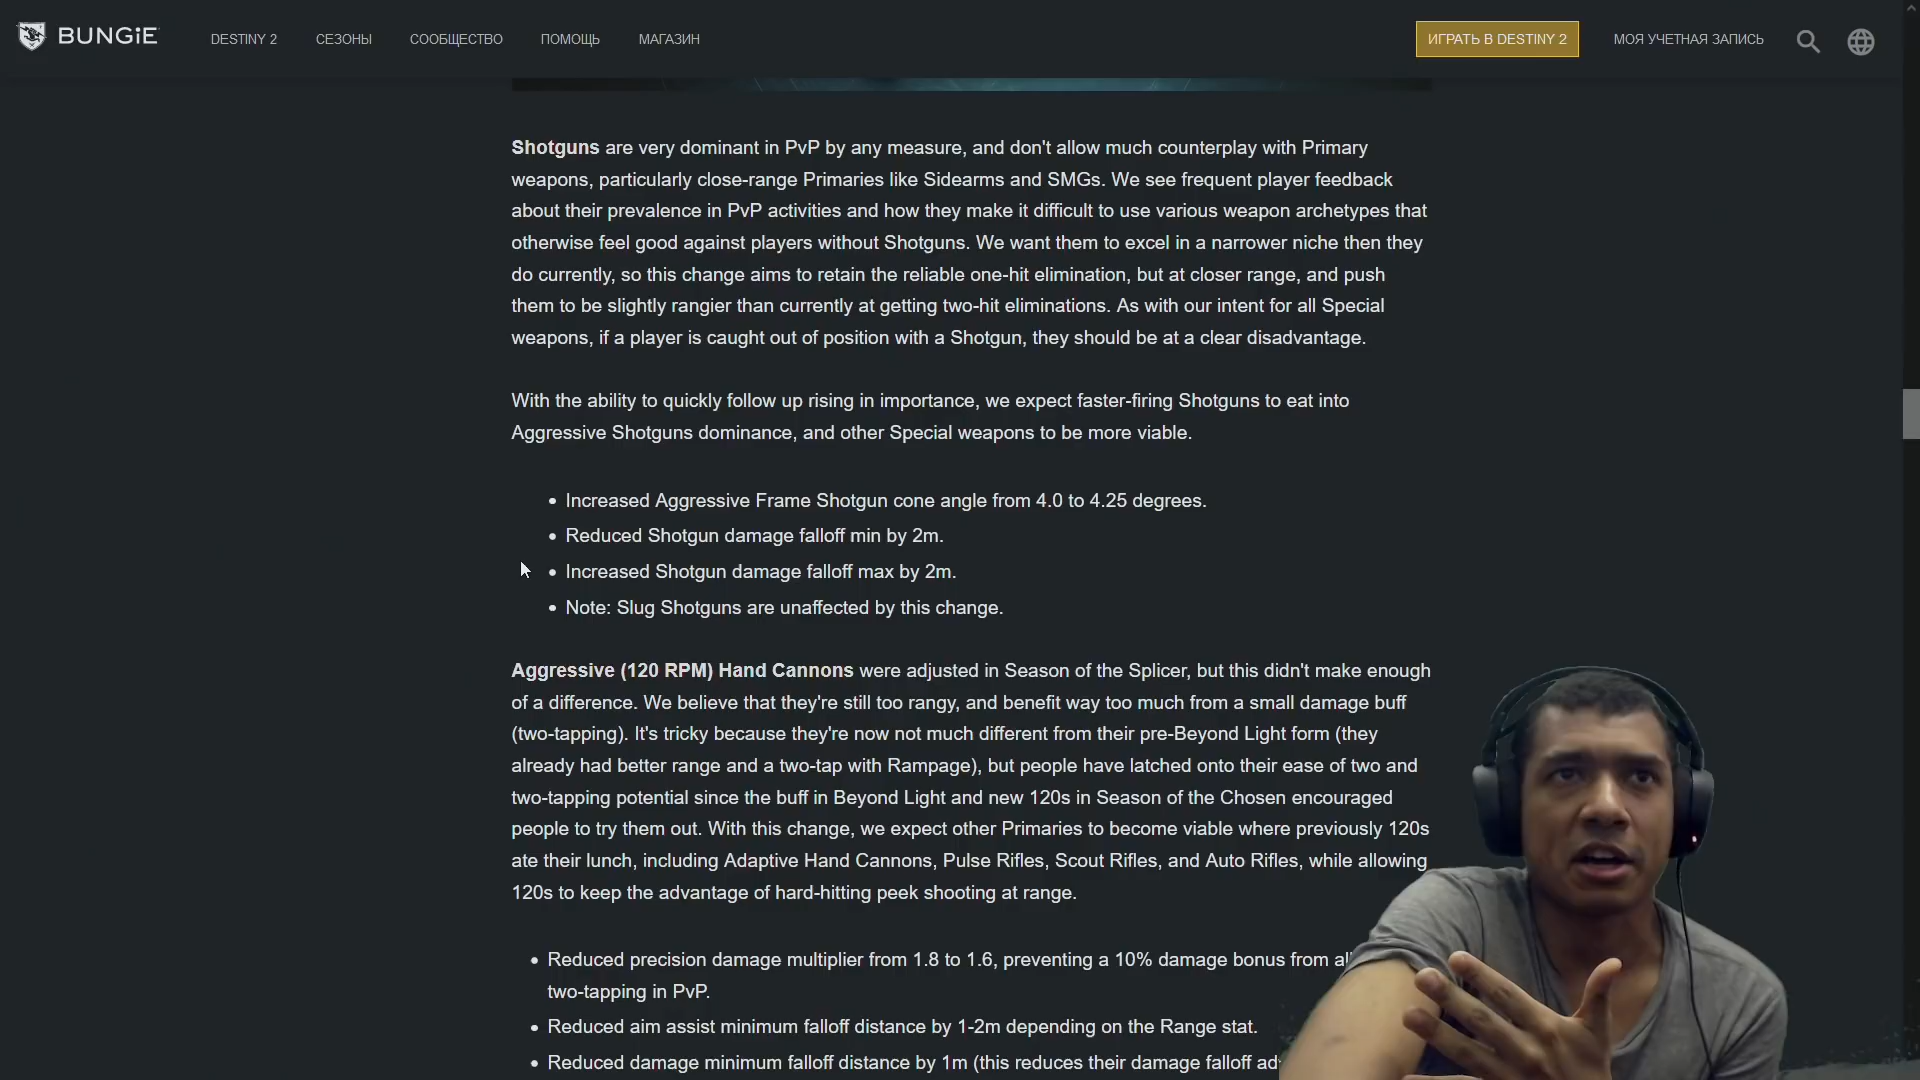 BUNGiE DESTINY 2 СЕЗОНЫ СООБЩЕСТВО ПОМОЩЬ МАГАЗИН ИГРАТЬ В DESTINY 2 МОЯ УЧЕТНАЯ ЗАПИСЬ
Shotguns are very dominant in PvP by any measure, and don't allow much counterplay with Primary
weapons, particularly close-range Primaries like Sidearms and SMGs. We see frequent player feedback
about their prevalence in PvP activities and how they make it difficult to use various weapon archetypes that
otherwise feel good against players without Shotguns. We want them to excel in a narrower niche then they
do currently, so this change aims to retain the reliable one-hit elimination, but at closer range, and push
them to be slightly rangier than currently at getting two-hit eliminations. As with our intent for all Special
weapons, if a player is caught out of position with a Shotgun, they should be at a clear disadvantage.
With the ability to quickly follow up rising in importance, we expect faster-firing Shotguns to eat into
Aggressive Shotguns dominance, and other Special weapons to be more viable.
• Increased Aggressive Frame Shotgun cone angle from 4.0 to 4.25 degrees.
• Reduced Shotgun damage falloff min by 2m.
• Increased Shotgun damage falloff max by 2m.
• Note: Slug Shotguns are unaffected by this change.
Aggressive (120 RPM) Hand Cannons were adjusted in Season of the Splicer, but this didn't make enough
of a difference. We believe that they're still too rangy, and benefit way too much from a small damage buff
(two-tapping). It's tricky because they're now not much different from their pre-Beyond Light form (they
already had better range and a two-tap with Rampage), but people have latched onto their ease of two and
two-tapping potential since the buff in Beyond Light and new 120s in Season of the Chosen encouraged
people to try them out. With this change, we expect other Primaries to become viable where previously 120s
ate their lunch, including Adaptive Hand Cannons, Pulse Rifles, Scout Rifles, and Auto Rifles, while allowing
120s to keep the advantage of hard-hitting peek shooting at range.
• Reduced precision damage multiplier from 1.8 to 1.6, preventing a 10% damage bonus from
two-tapping in PvP.
• Reduced aim assist minimum falloff distance by 1-2m depending on the Range stat.
• Reduced damage minimum falloff distance by 1m (this reduces their damage falloff